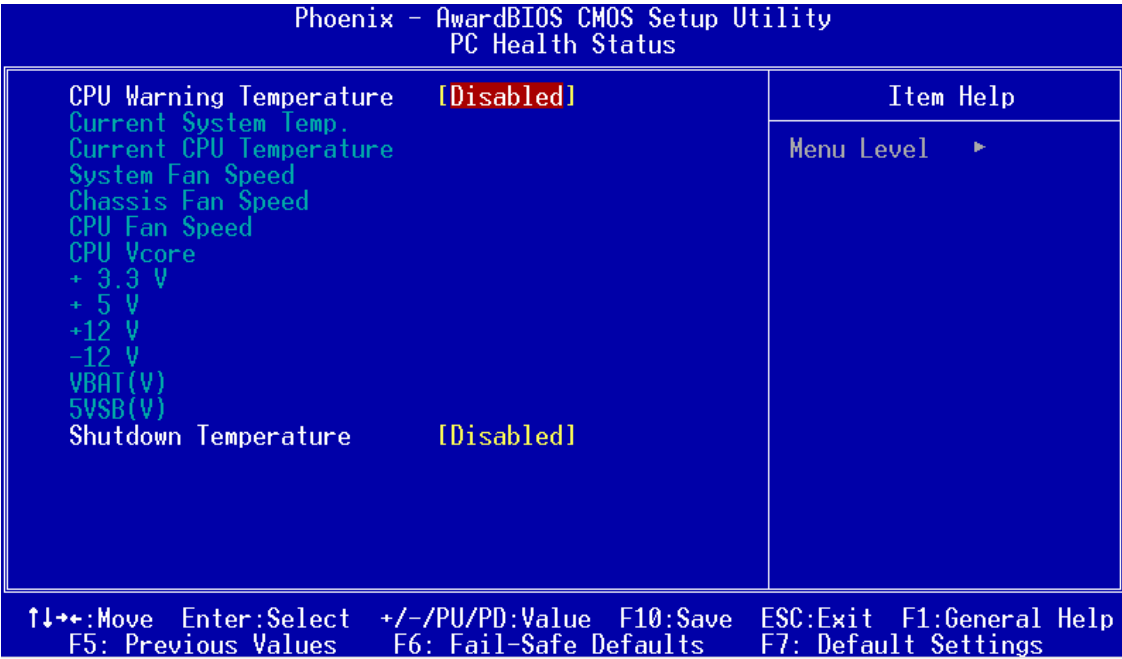 Phoenix - AwardBIOS CMOS Setup Utility
PC Health Status
CPU Warning Temperature [Disabled]
Current System Temp.
Current CPU Temperature
System Fan Speed
Chassis Fan Speed
CPU Fan Speed
CPU Vcore
+ 3.3 V
+ 5 V
+12 V
-12 V
VBAT(V)
5VSB(V)
Shutdown Temperature [Disabled]
Item Help
Menu Level ►
↑↓→←:Move Enter:Select +/-/PU/PD:Value F10:Save ESC:Exit F1:General Help
F5: Previous Values F6: Fail-Safe Defaults F7: Default Settings